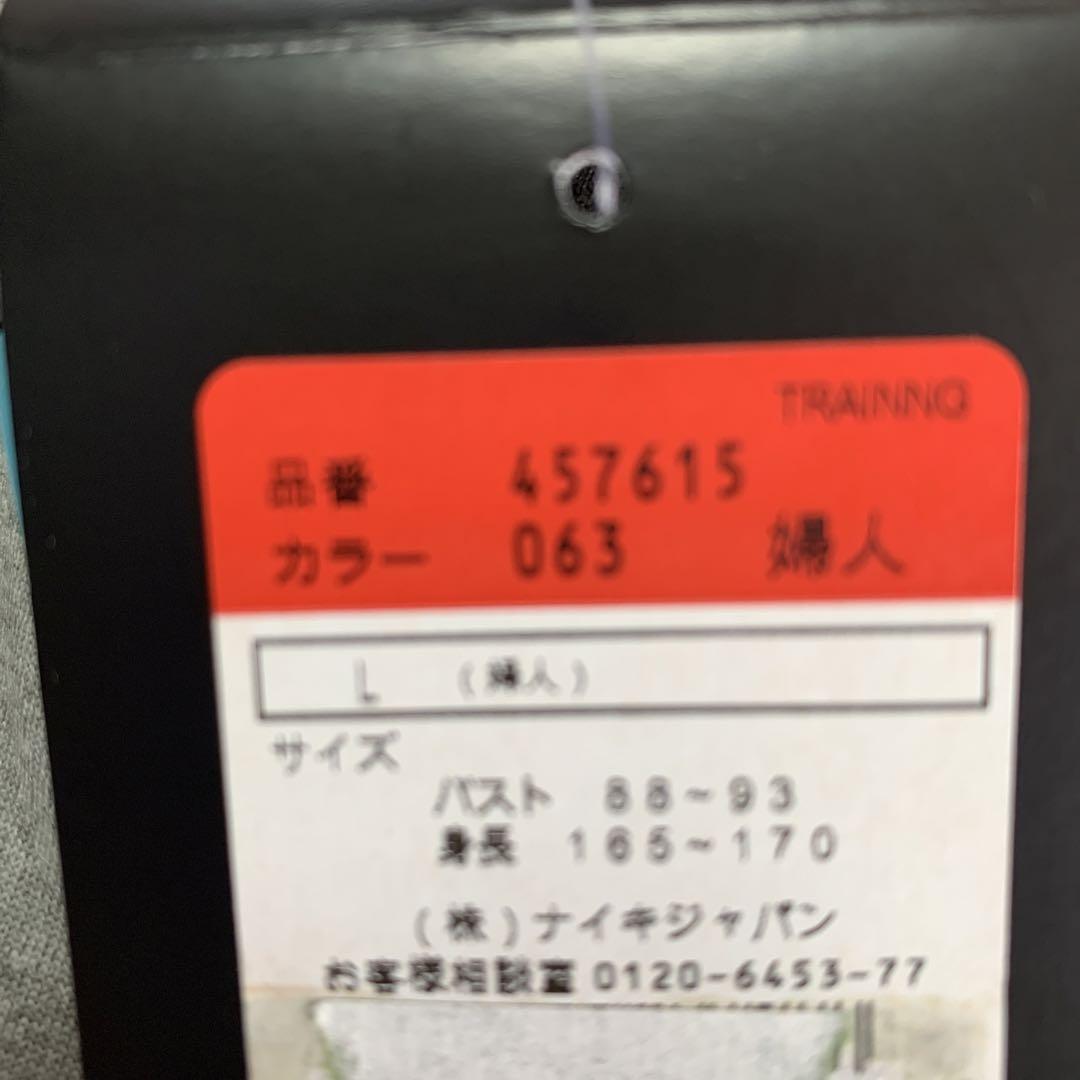 TRAINNG
品番 457615
カラー 063 婦人
L (婦人)
サイズ
バスト 88~93
身長 165~170
(株)ナイキジャパン
お客様相談室 0120-6453-77